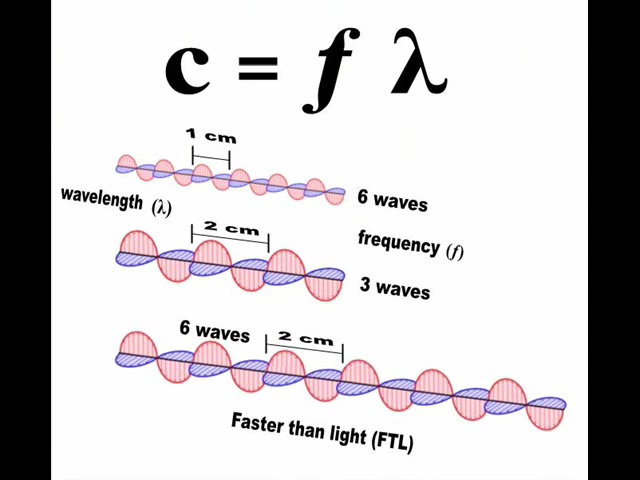 c = f λ
1 cm
6 waves
wavelength (λ)
2 cm
frequency (f)
3 waves
6 waves
2 cm
Faster than light (FTL)